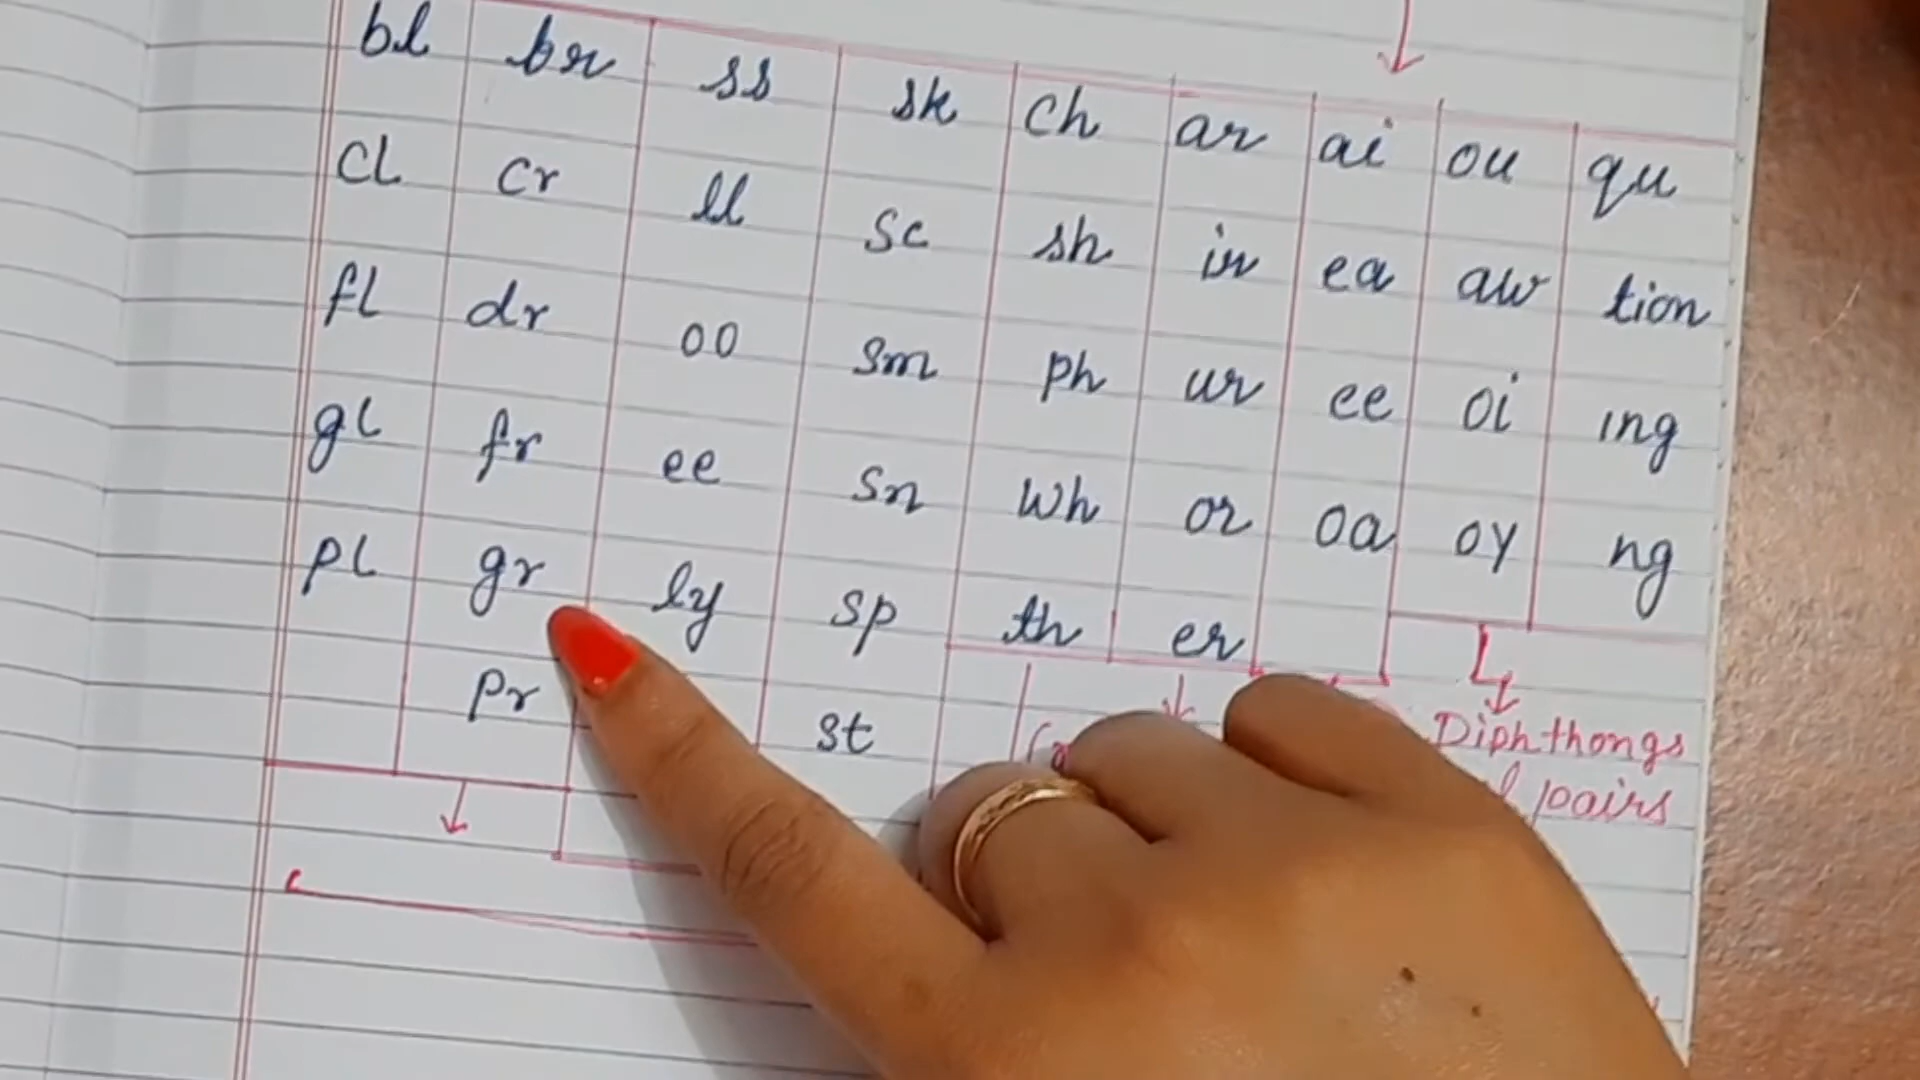 bl br ss sk ch ar ai ou qu
cl cr ll sc sh ir ea aw tion
fl dr oo sm ph ur ee oi ing
gl fr ee sn wh or oa oy ng
pl gr ly sp th er
pr st
Diphthongs
pairs